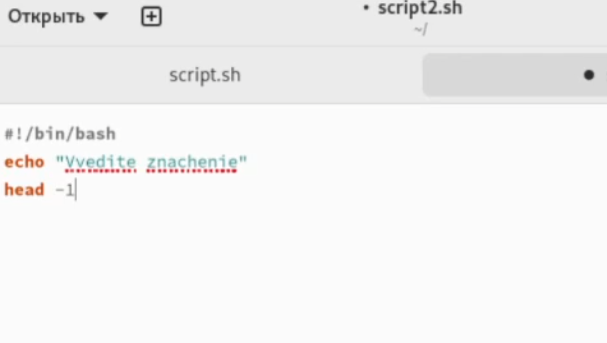 Открыть
• script2.sh
~/
script.sh
#!/bin/bash
echo "Vvedite znachenie"
head -1